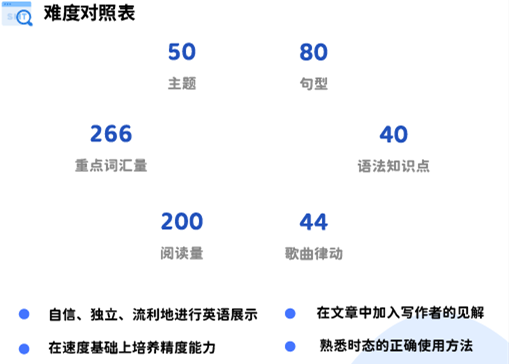 难度对照表
50 80
主题 句型
266 40
重点词汇量 语法知识点
200 44
阅读量 歌曲律动
自信、独立、流利地进行英语展示
在文章中加入写作者的见解
在速度基础上培养精度能力
熟悉时态的正确使用方法